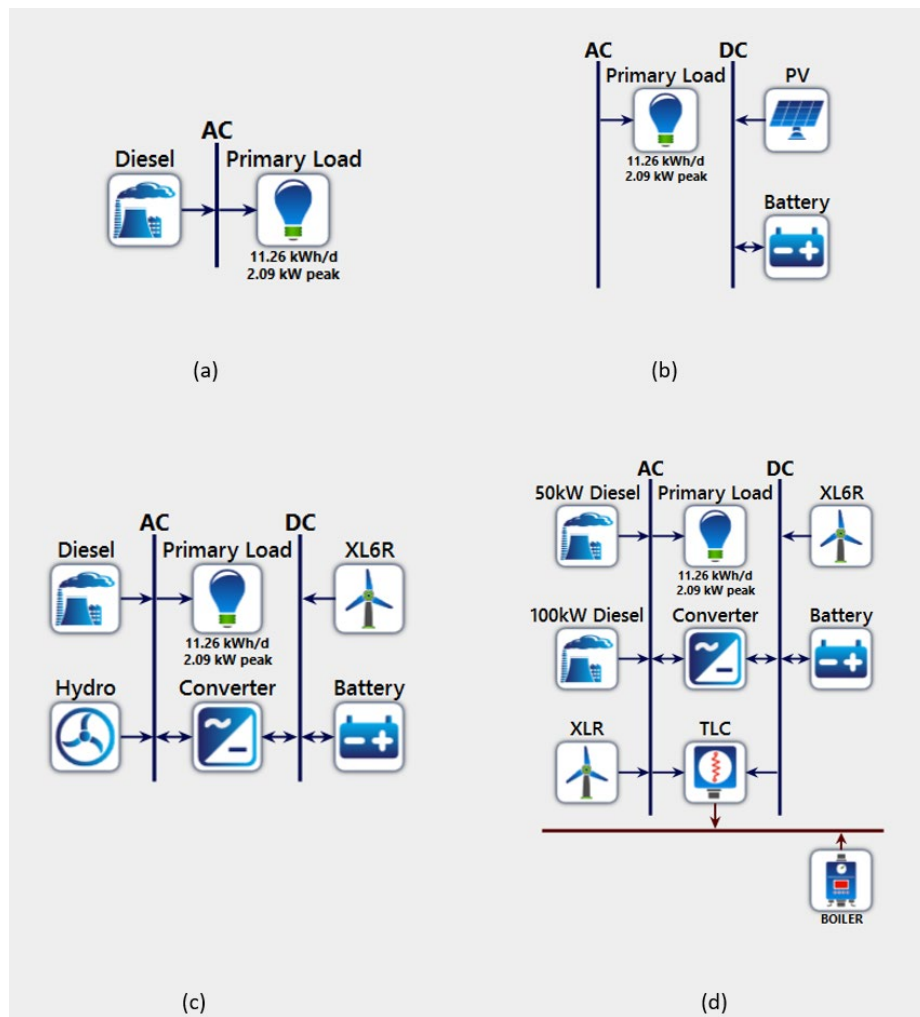 AC
Diesel
Primary Load
11.26 kWh/d
2.09 kW peak
(a)
AC
DC
Primary Load
PV
11.26 kWh/d
2.09 kW peak
Battery
(b)
AC
DC
Diesel
Primary Load
XL6R
11.26 kWh/d
2.09 kW peak
Hydro
Converter
Battery
(c)
AC
DC
50kW Diesel
Primary Load
XL6R
11.26 kWh/d
2.09 kW peak
100kW Diesel
Converter
Battery
XLR
TLC
BOILER
(d)